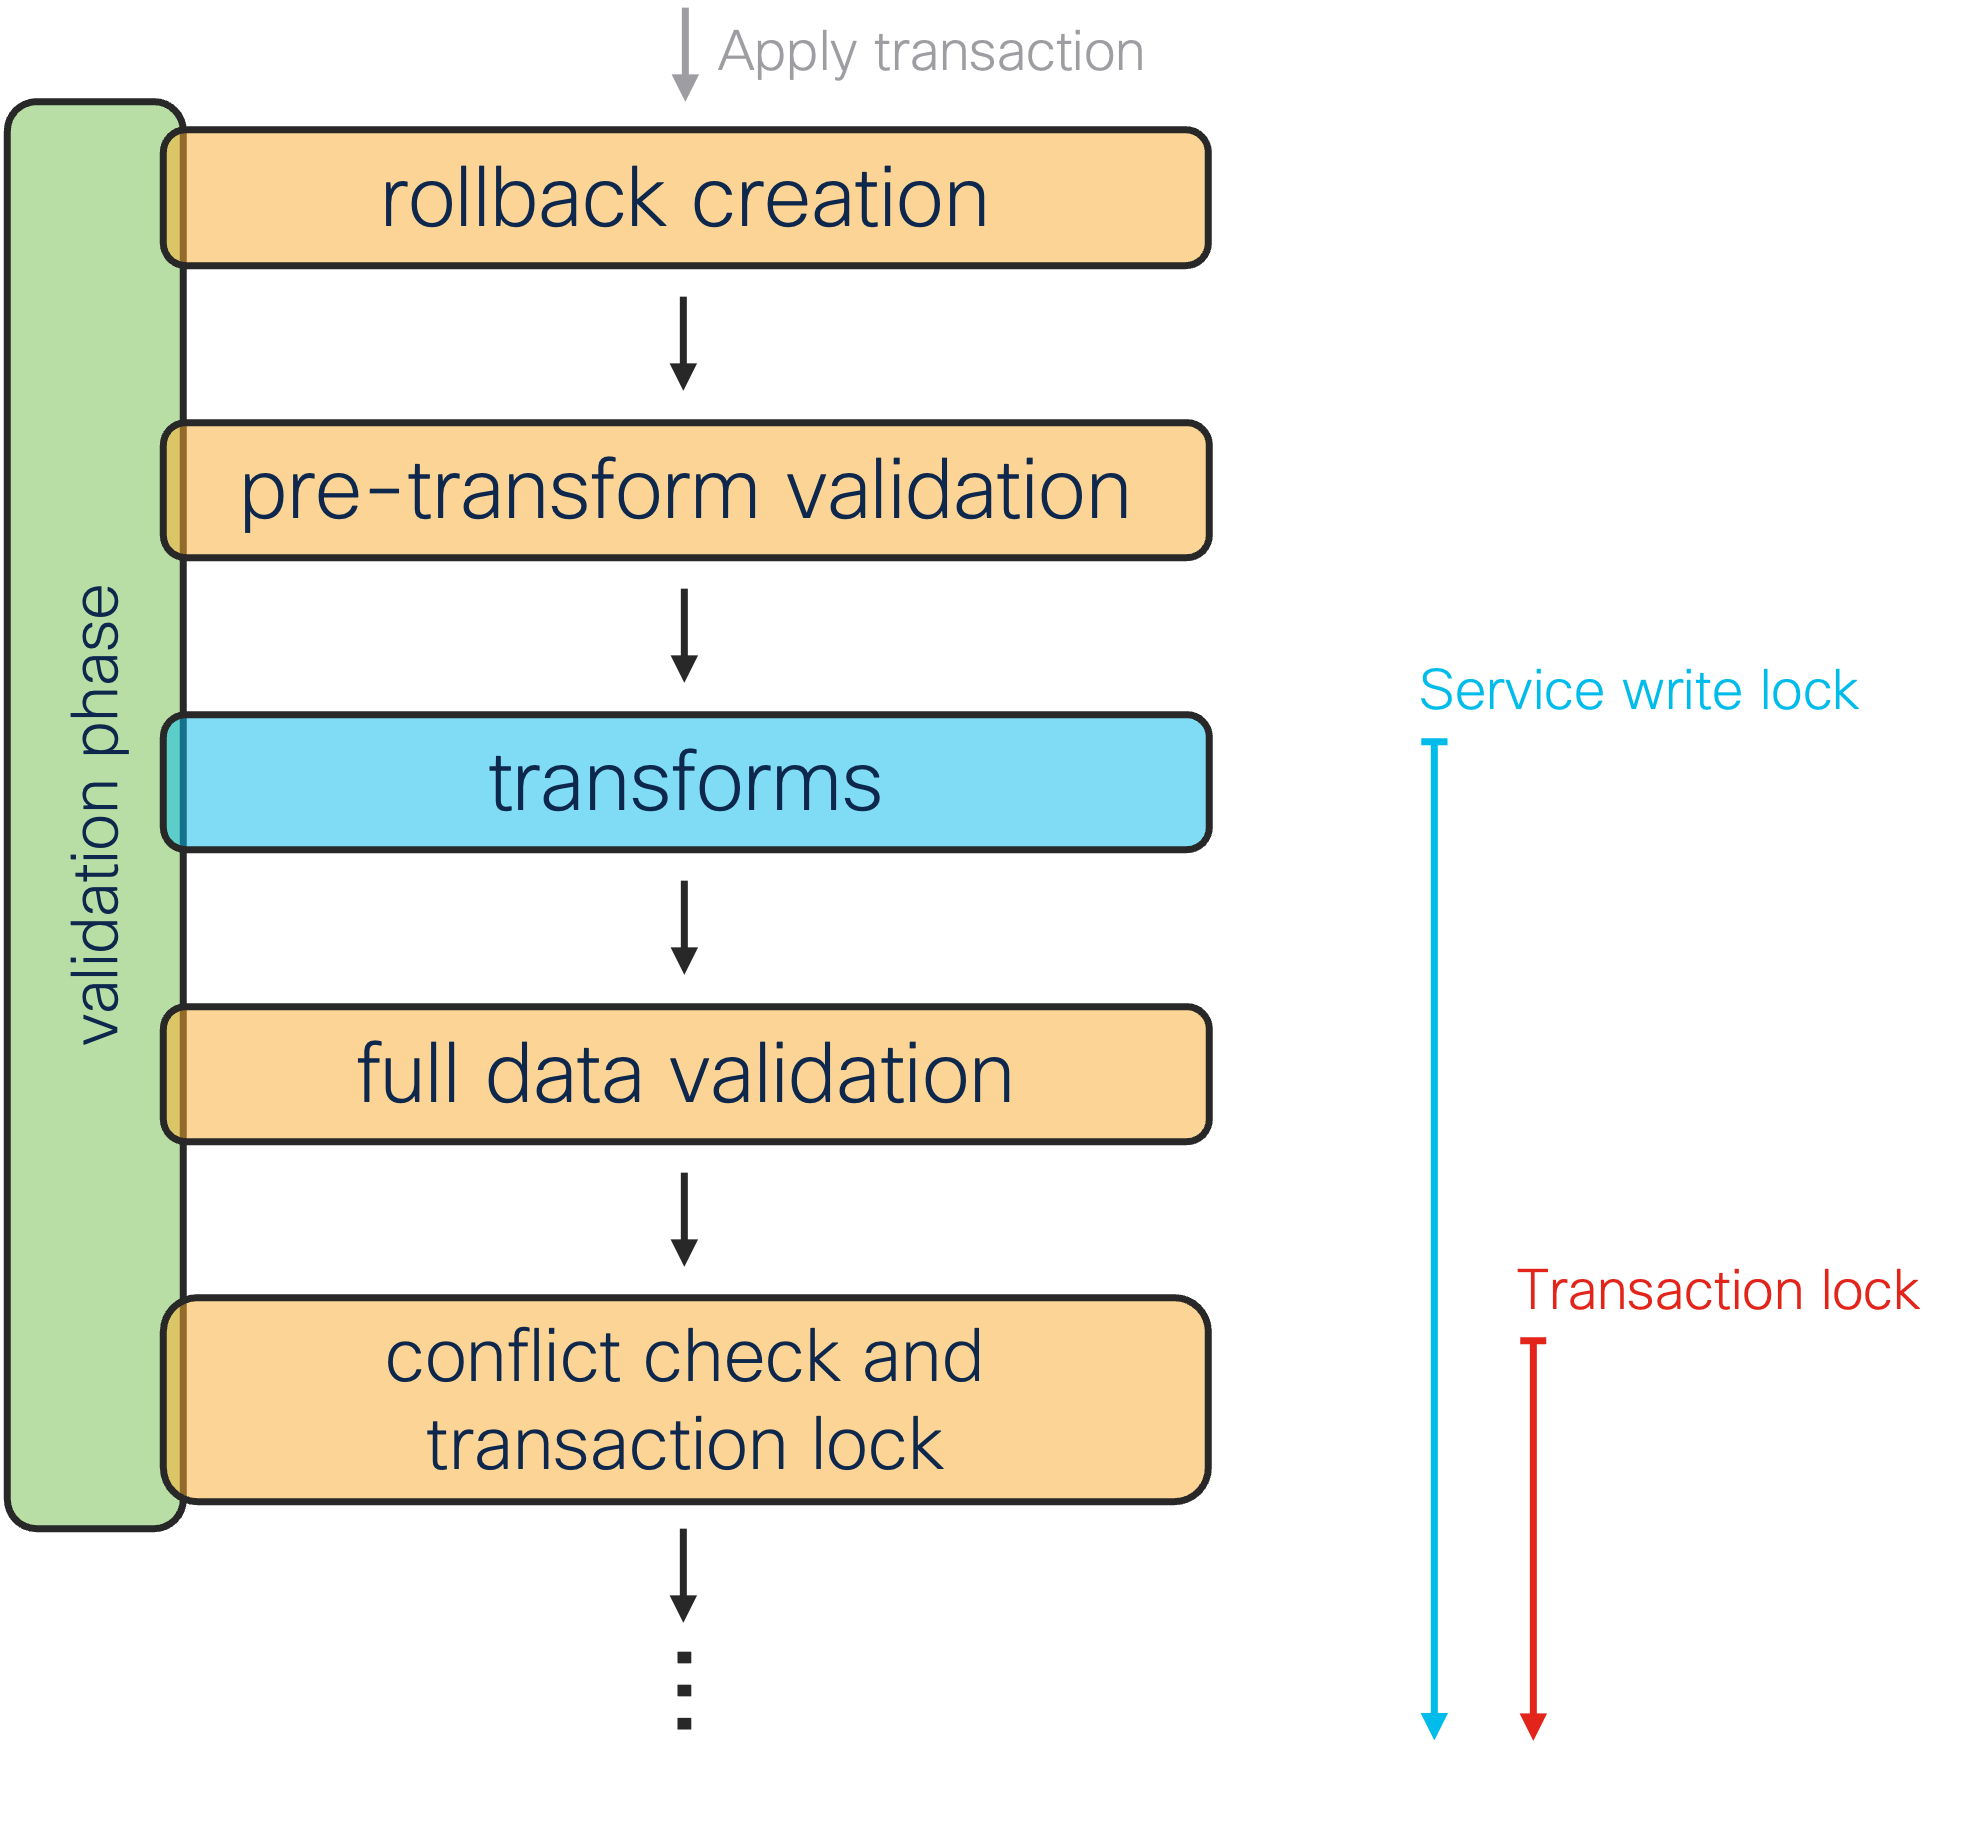 Apply transaction
rollback creation
pre-transform validation
validation phase
Service write lock
transforms
full data validation
Transaction lock
conflict check and
transaction lock